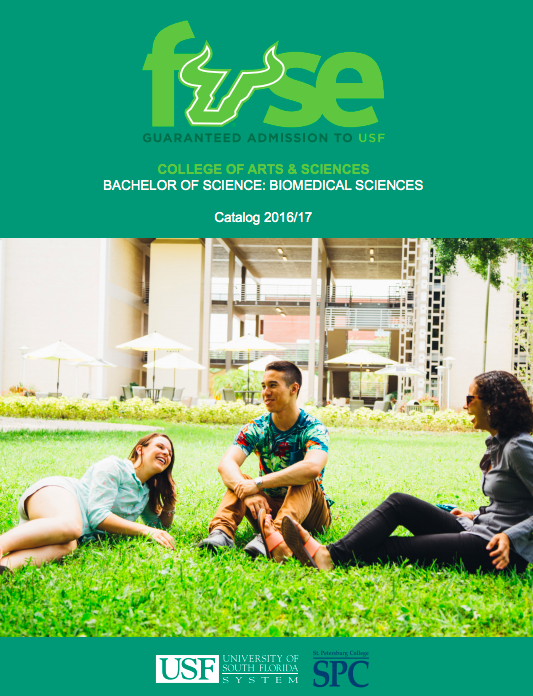 fuse
GUARANTEED ADMISSION TO USF
COLLEGE OF ARTS & SCIENCES
BACHELOR OF SCIENCE: BIOMEDICAL SCIENCES
Catalog 2016/17
USF
UNIVERSITY OF
SOUTH FLORIDA
SYSTEM
St. Petersburg College
SPC